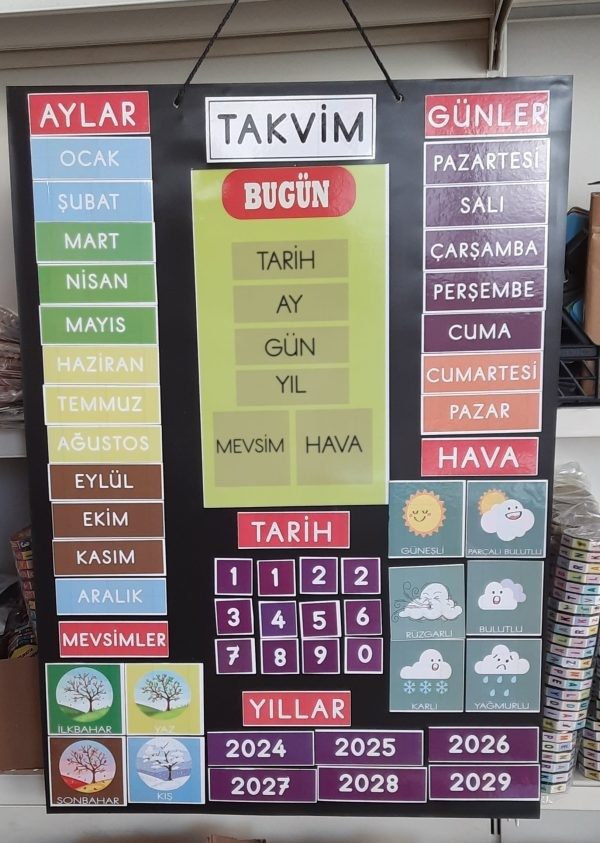 AYLAR
OCAK
ŞUBAT
MART
NİSAN
MAYIS
HAZİRAN
TEMMUZ
AĞUSTOS
EYLÜL
EKİM
KASIM
ARALIK
MEVSİMLER
İLKBAHAR
YAZ
SONBAHAR
KIŞ
TAKVİM
BUGÜN
TARİH
AY
GÜN
YIL
MEVSİM
HAVA
TARİH
1 1 2 2
3 4 5 6
7 8 9 0
YILLAR
2024 2025 2026
2027 2028 2029
GÜNLER
PAZARTESİ
SALI
ÇARŞAMBA
PERŞEMBE
CUMA
CUMARTESİ
PAZAR
HAVA
GÜNEŞLİ
PARÇALI BULUTLU
RÜZGARLI
BULUTLU
KARLI
YAĞMURLU